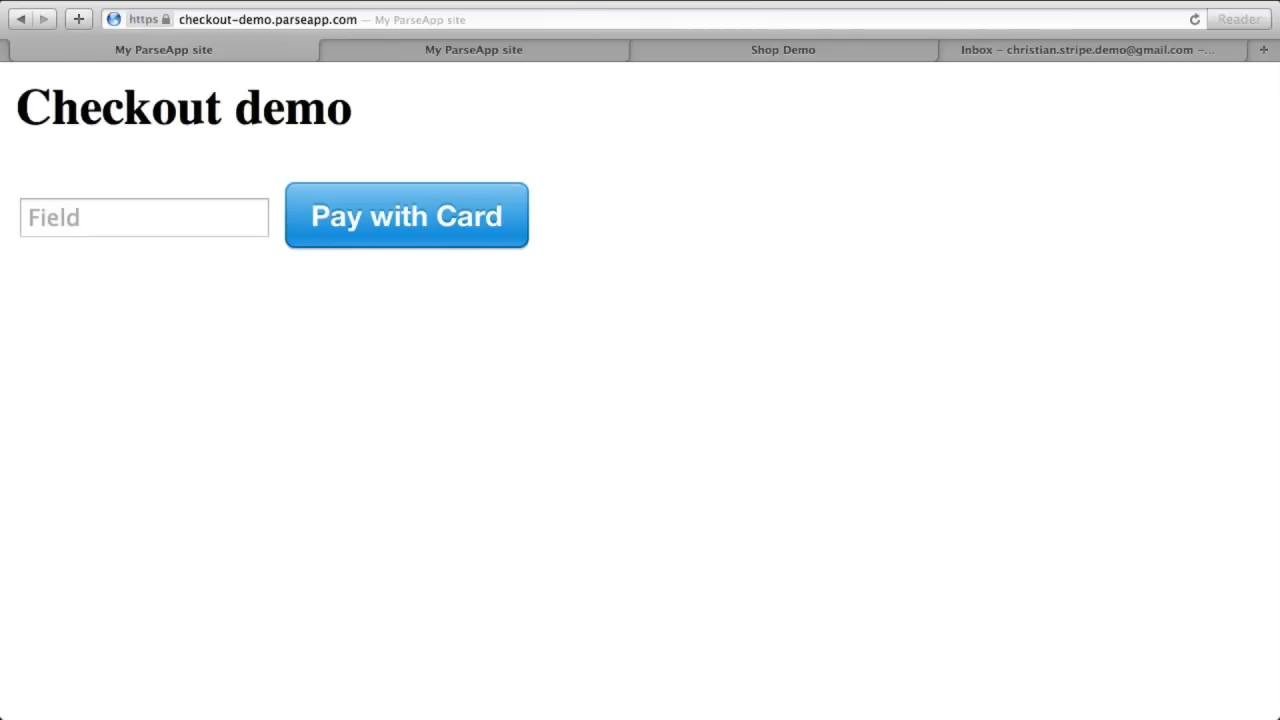 https checkout-demo.parseapp.com — My ParseApp site Reader
My ParseApp site My ParseApp site Shop Demo Inbox – christian.stripe.demo@gmail.com –...
Checkout demo
Field Pay with Card